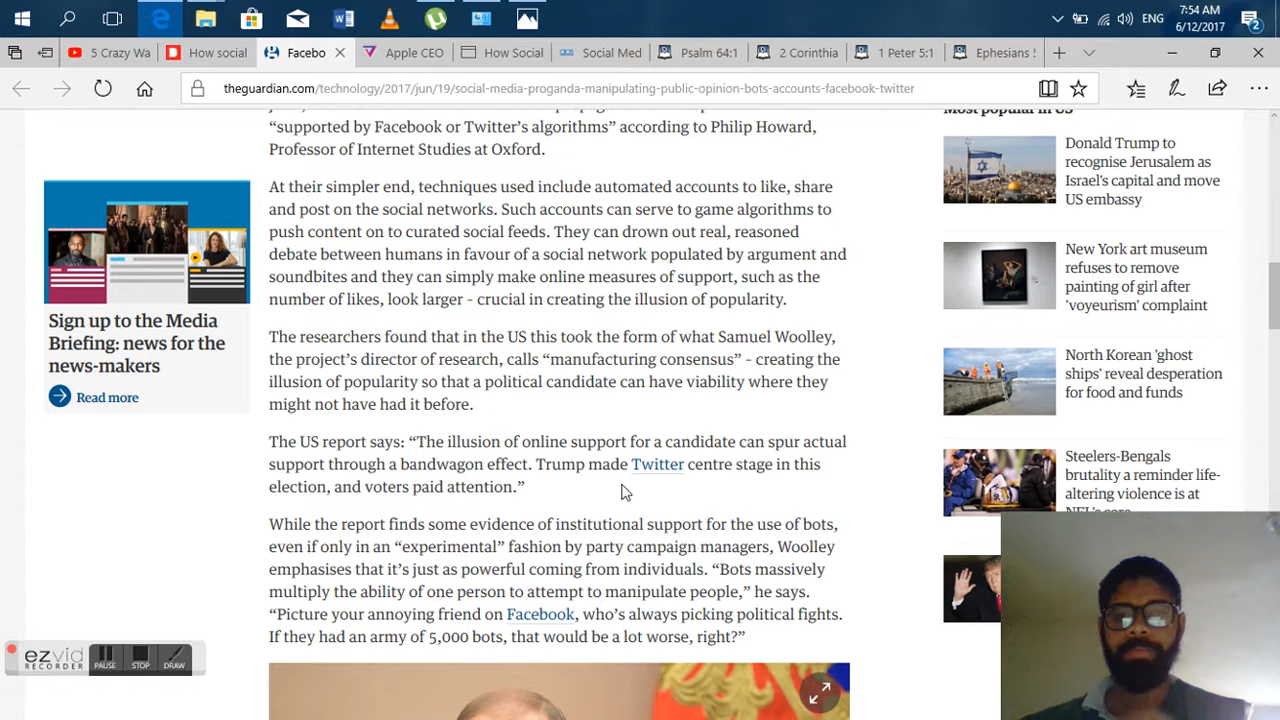 7:54 AM
ENG
6/12/2017
2
5 Crazy Wa
How social
Facebo
Apple CEO
How Social
Social Med
Psalm 64:1
2 Corinthia
1 Peter 5:1
Ephesians 5
theguardian.com/technology/2017/jun/19/social-media-proganda-manipulating-public-opinion-bots-accounts-facebook-twitter
“supported by Facebook or Twitter’s algorithms” according to Philip Howard,
Professor of Internet Studies at Oxford.
At their simpler end, techniques used include automated accounts to like, share
and post on the social networks. Such accounts can serve to game algorithms to
push content on to curated social feeds. They can drown out real, reasoned
debate between humans in favour of a social network populated by argument and
soundbites and they can simply make online measures of support, such as the
number of likes, look larger – crucial in creating the illusion of popularity.
The researchers found that in the US this took the form of what Samuel Woolley,
the project’s director of research, calls “manufacturing consensus” – creating the
illusion of popularity so that a political candidate can have viability where they
might not have had it before.
The US report says: “The illusion of online support for a candidate can spur actual
support through a bandwagon effect. Trump made Twitter centre stage in this
election, and voters paid attention.”
While the report finds some evidence of institutional support for the use of bots,
even if only in an “experimental” fashion by party campaign managers, Woolley
emphasises that it’s just as powerful coming from individuals. “Bots massively
multiply the ability of one person to attempt to manipulate people,” he says.
“Picture your annoying friend on Facebook, who’s always picking political fights.
If they had an army of 5,000 bots, that would be a lot worse, right?”
Sign up to the Media
Briefing: news for the
news-makers
Read more
Most popular in US
Donald Trump to
recognise Jerusalem as
Israel's capital and move
US embassy
New York art museum
refuses to remove
painting of girl after
'voyeurism' complaint
North Korean 'ghost
ships' reveal desperation
for food and funds
Steelers-Bengals
brutality a reminder life-
altering violence is at
NFL's core
ezvid
RECORDER
PAUSE
STOP
DRAW